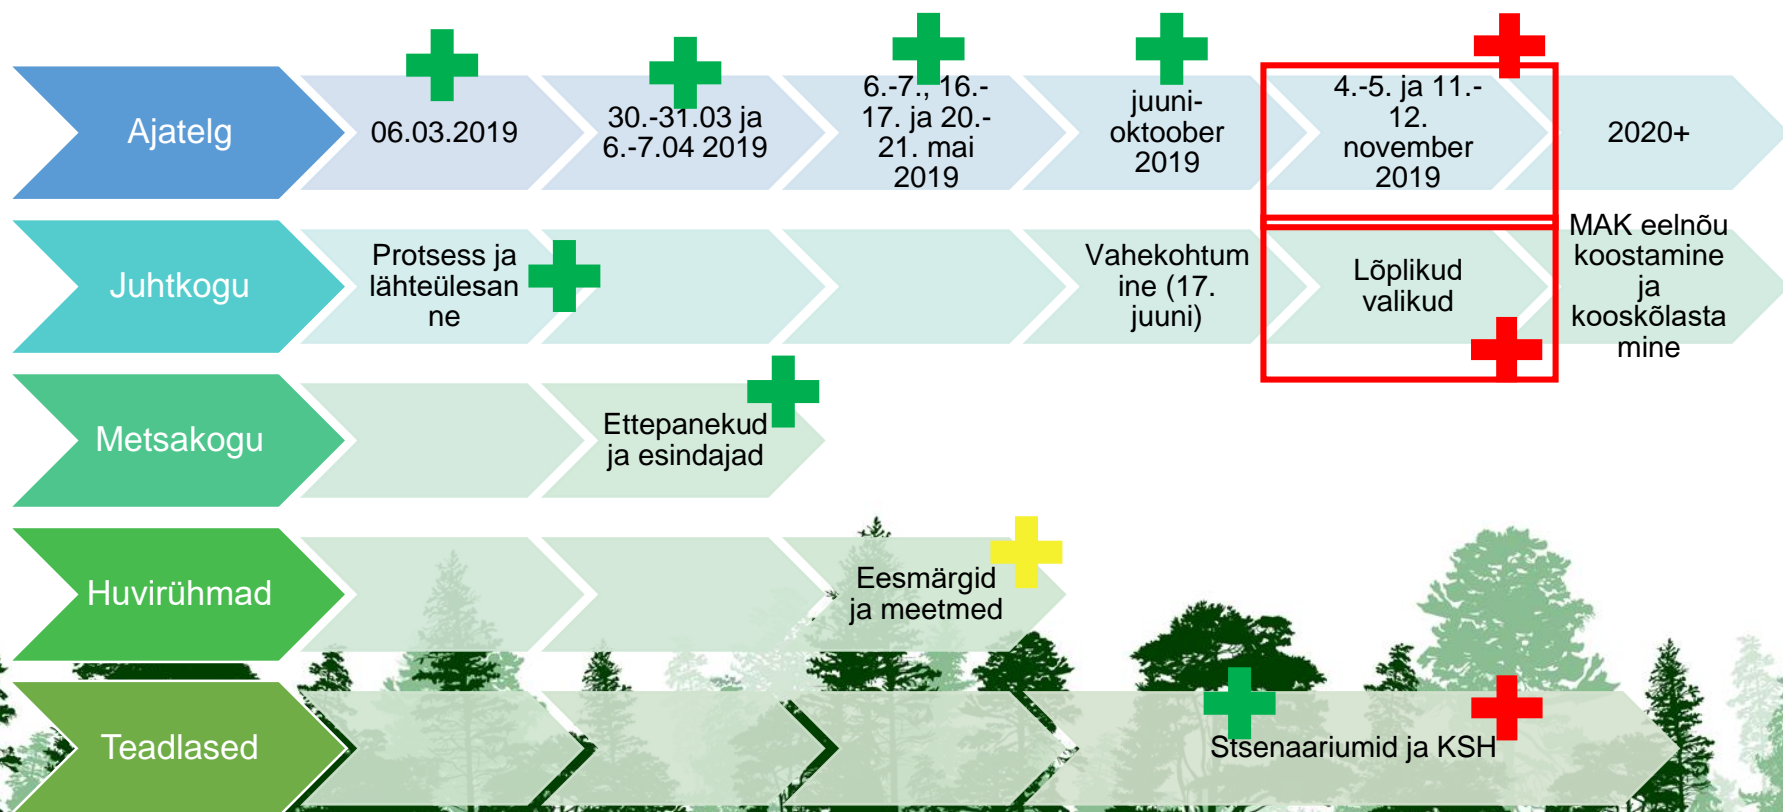 Ajatelg
06.03.2019
30.-31.03 ja
6.-7.04 2019
6.-7., 16.-
17. ja 20.-
21. mai
2019
juuni-
oktoober
2019
4.-5. ja 11.-
12.
november
2019
2020+
Juhtkogu
Protsess ja
lähteülesan
ne
Vahekohtum
ine (17.
juuni)
Lõplikud
valikud
MAK eelnõu
koostamine
ja
kooskõlasta
mine
Metsakogu
Ettepanekud
ja esindajad
Huvirühmad
Eesmärgid
ja meetmed
Teadlased
Stsenaariumid ja KSH